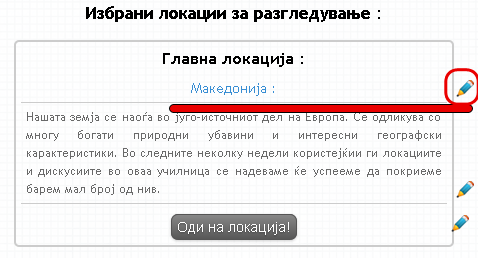 Избрани локации за разгледување :
Главна локација :
Македонија :
Нашата земја се наоѓа во југо-источниот дел на Европа. Се одликува со
многу богати природни убавини и интересни географски
карактеристики. Во следните неколку недели користејќии ги локациите
и дискусиите во оваа училница се надеваме ќе успееме да покриеме
барем мал број од нив.
Оди на локација!